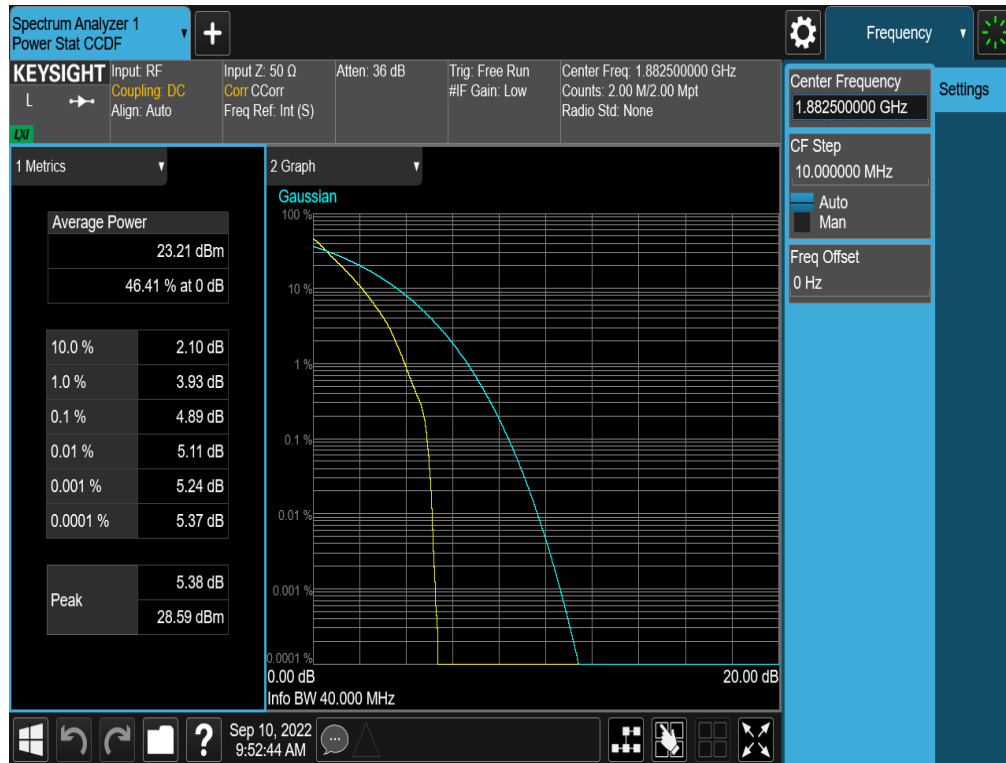 Spectrum Analyzer 1
Power Stat CCDF
+
Frequency
KEYSIGHT
L
LXI
Input: RF
Coupling: DC
Align: Auto
Input Z: 50 Ω
Corr CCorr
Freq Ref: Int (S)
Atten: 36 dB
Trig: Free Run
#IF Gain: Low
Center Freq: 1.882500000 GHz
Counts: 2.00 M/2.00 Mpt
Radio Std: None
Center Frequency
1.882500000 GHz
Settings
CF Step
10.000000 MHz
Auto
Man
Freq Offset
0 Hz
1 Metrics
Average Power
23.21 dBm
46.41 % at 0 dB
10.0 % 2.10 dB
1.0 % 3.93 dB
0.1 % 4.89 dB
0.01 % 5.11 dB
0.001 % 5.24 dB
0.0001 % 5.37 dB
Peak
5.38 dB
28.59 dBm
2 Graph
Gaussian
100 %
10 %
1 %
0.1 %
0.01 %
0.001 %
0.0001 %
0.00 dB
20.00 dB
Info BW 40.000 MHz
?
Sep 10, 2022
9:52:44 AM